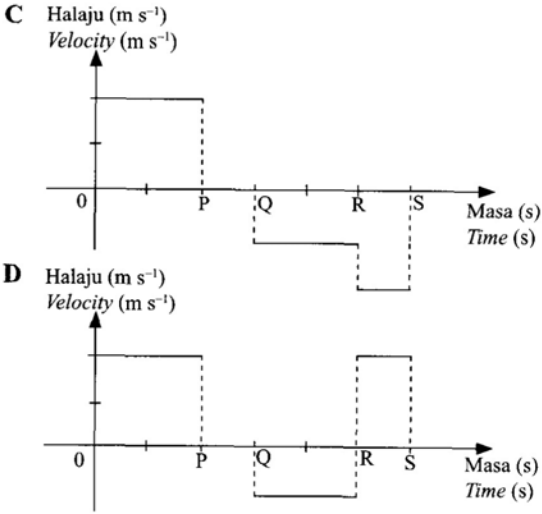 C Halaju (m s⁻¹)
Velocity (m s⁻¹)
0 P Q R S
Masa (s)
Time (s)
D Halaju (m s⁻¹)
Velocity (m s⁻¹)
0 P Q R S
Masa (s)
Time (s)